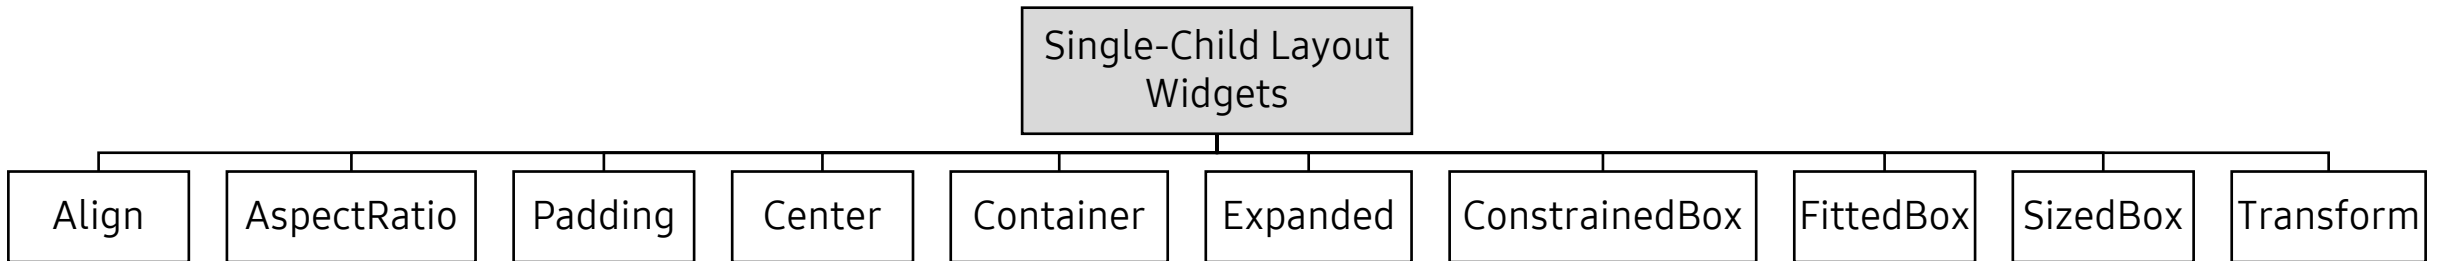 Single-Child Layout
Widgets
Align
AspectRatio
Padding
Center
Container
Expanded
ConstrainedBox
FittedBox
SizedBox
Transform